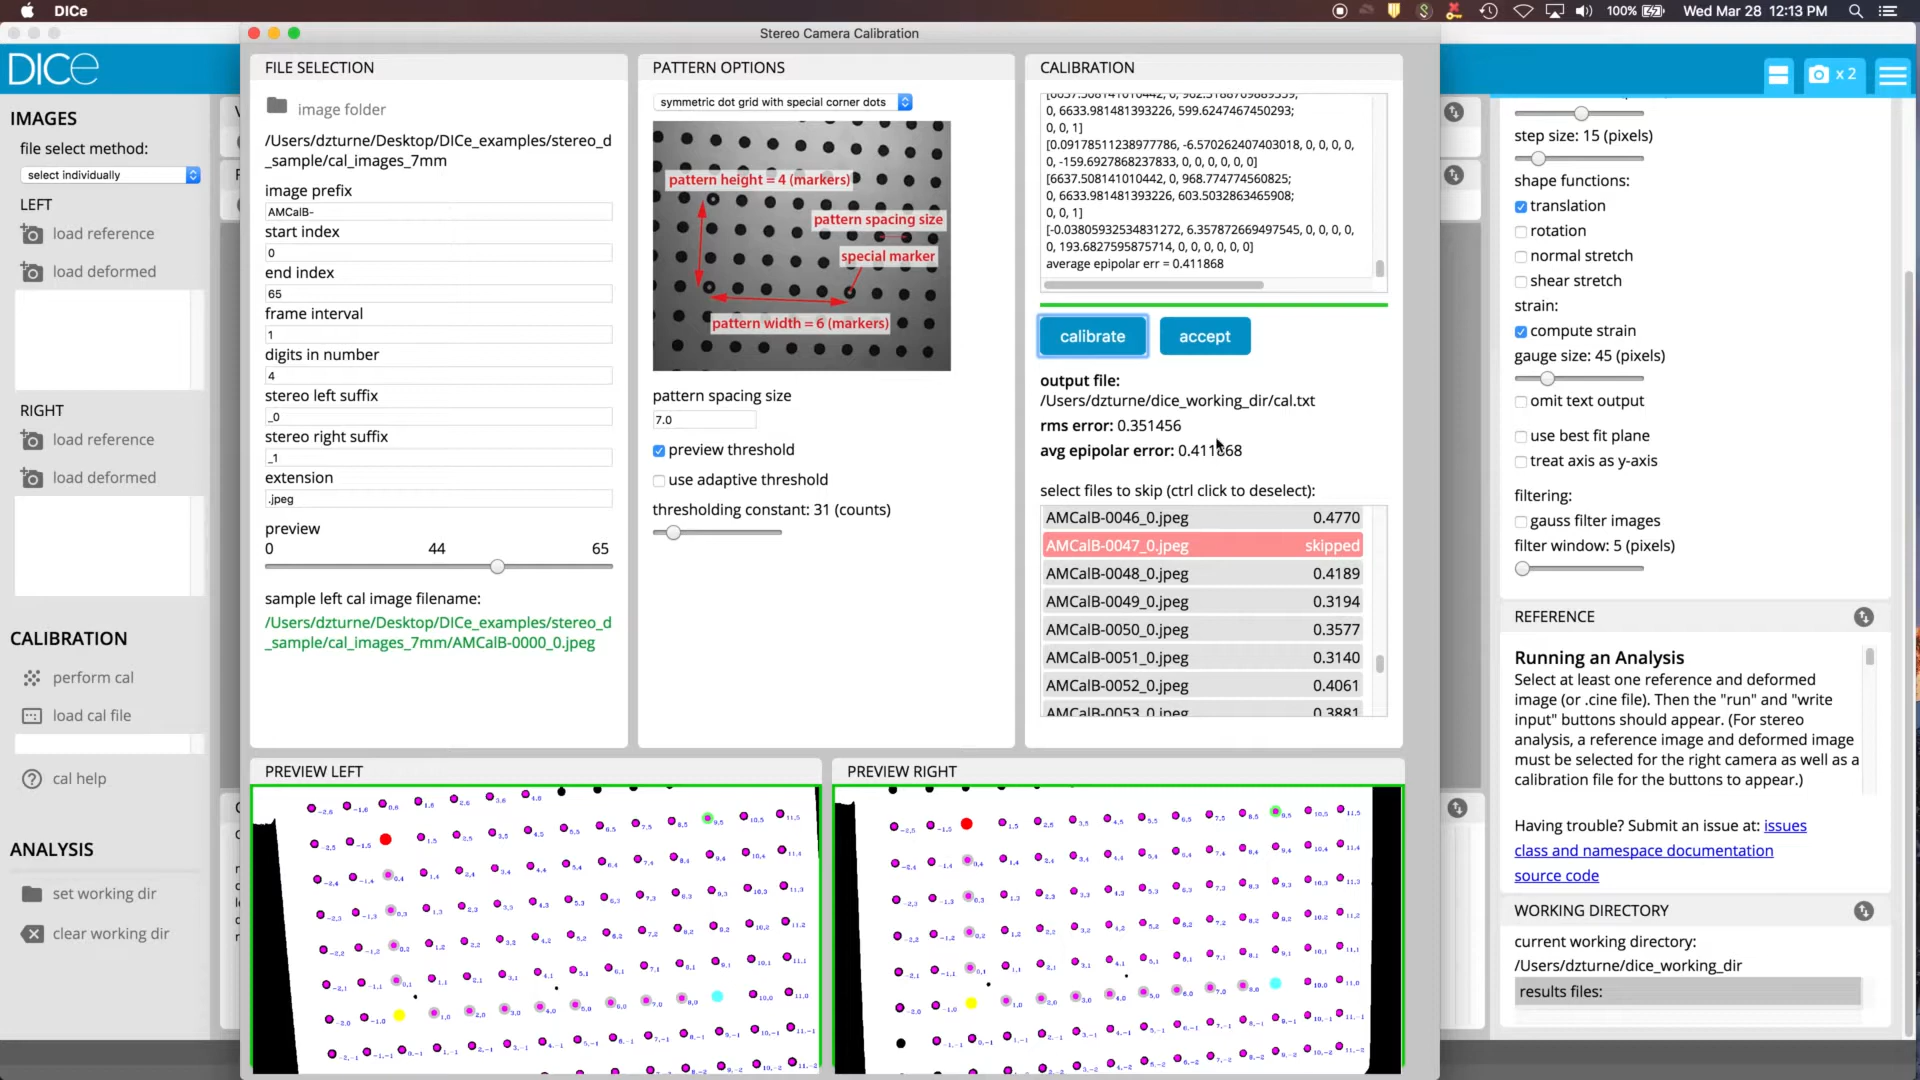 DICe
100%
Wed Mar 28 12:13 PM
Stereo Camera Calibration
DICe
x 2
IMAGES
file select method:
select individually
LEFT
load reference
load deformed
RIGHT
load reference
load deformed
CALIBRATION
perform cal
load cal file
cal help
ANALYSIS
set working dir
clear working dir
FILE SELECTION
image folder
/Users/dzturne/Desktop/DICe_examples/stereo_d
_sample/cal_images_7mm
image prefix
AMCalB-
start index
0
end index
65
frame interval
1
digits in number
4
stereo left suffix
_0
stereo right suffix
_1
extension
.jpeg
preview
0 44 65
sample left cal image filename:
/Users/dzturne/Desktop/DICe_examples/stereo_d
_sample/cal_images_7mm/AMCalB-0000_0.jpeg
PATTERN OPTIONS
symmetric dot grid with special corner dots
pattern height = 4 (markers)
pattern spacing size
special marker
pattern width = 6 (markers)
pattern spacing size
7.0
preview threshold
use adaptive threshold
thresholding constant: 31 (counts)
CALIBRATION
0, 6633.981481393226, 599.6247467450293;
0, 0, 1]
[0.09178511238977786, -6.570262407403018, 0, 0, 0, 0,
0, -159.6927868237833, 0, 0, 0, 0, 0, 0]
[6637.508141010442, 0, 968.774774560825;
0, 6633.981481393226, 603.5032863465908;
0, 0, 1]
[-0.03805932534831272, 6.357872669497545, 0, 0, 0, 0,
0, 193.6827595875714, 0, 0, 0, 0, 0, 0]
average epipolar err = 0.411868
calibrate
accept
output file:
/Users/dzturne/dice_working_dir/cal.txt
rms error: 0.351456
avg epipolar error: 0.411868
select files to skip (ctrl click to deselect):
AMCalB-0046_0.jpeg 0.4770
AMCalB-0047_0.jpeg skipped
AMCalB-0048_0.jpeg 0.4189
AMCalB-0049_0.jpeg 0.3194
AMCalB-0050_0.jpeg 0.3577
AMCalB-0051_0.jpeg 0.3140
AMCalB-0052_0.jpeg 0.4061
AMCalB-0053_0.jpeg 0.3881
PREVIEW LEFT
PREVIEW RIGHT
step size: 15 (pixels)
shape functions:
translation
rotation
normal stretch
shear stretch
strain:
compute strain
gauge size: 45 (pixels)
omit text output
use best fit plane
treat axis as y-axis
filtering:
gauss filter images
filter window: 5 (pixels)
REFERENCE
Running an Analysis
Select at least one reference and deformed
image (or .cine file). Then the "run" and "write
input" buttons should appear. (For stereo
analysis, a reference image and deformed image
must be selected for the right camera as well as a
calibration file for the buttons to appear.)
Having trouble? Submit an issue at: issues
class and namespace documentation
source code
WORKING DIRECTORY
current working directory:
/Users/dzturne/dice_working_dir
results files: